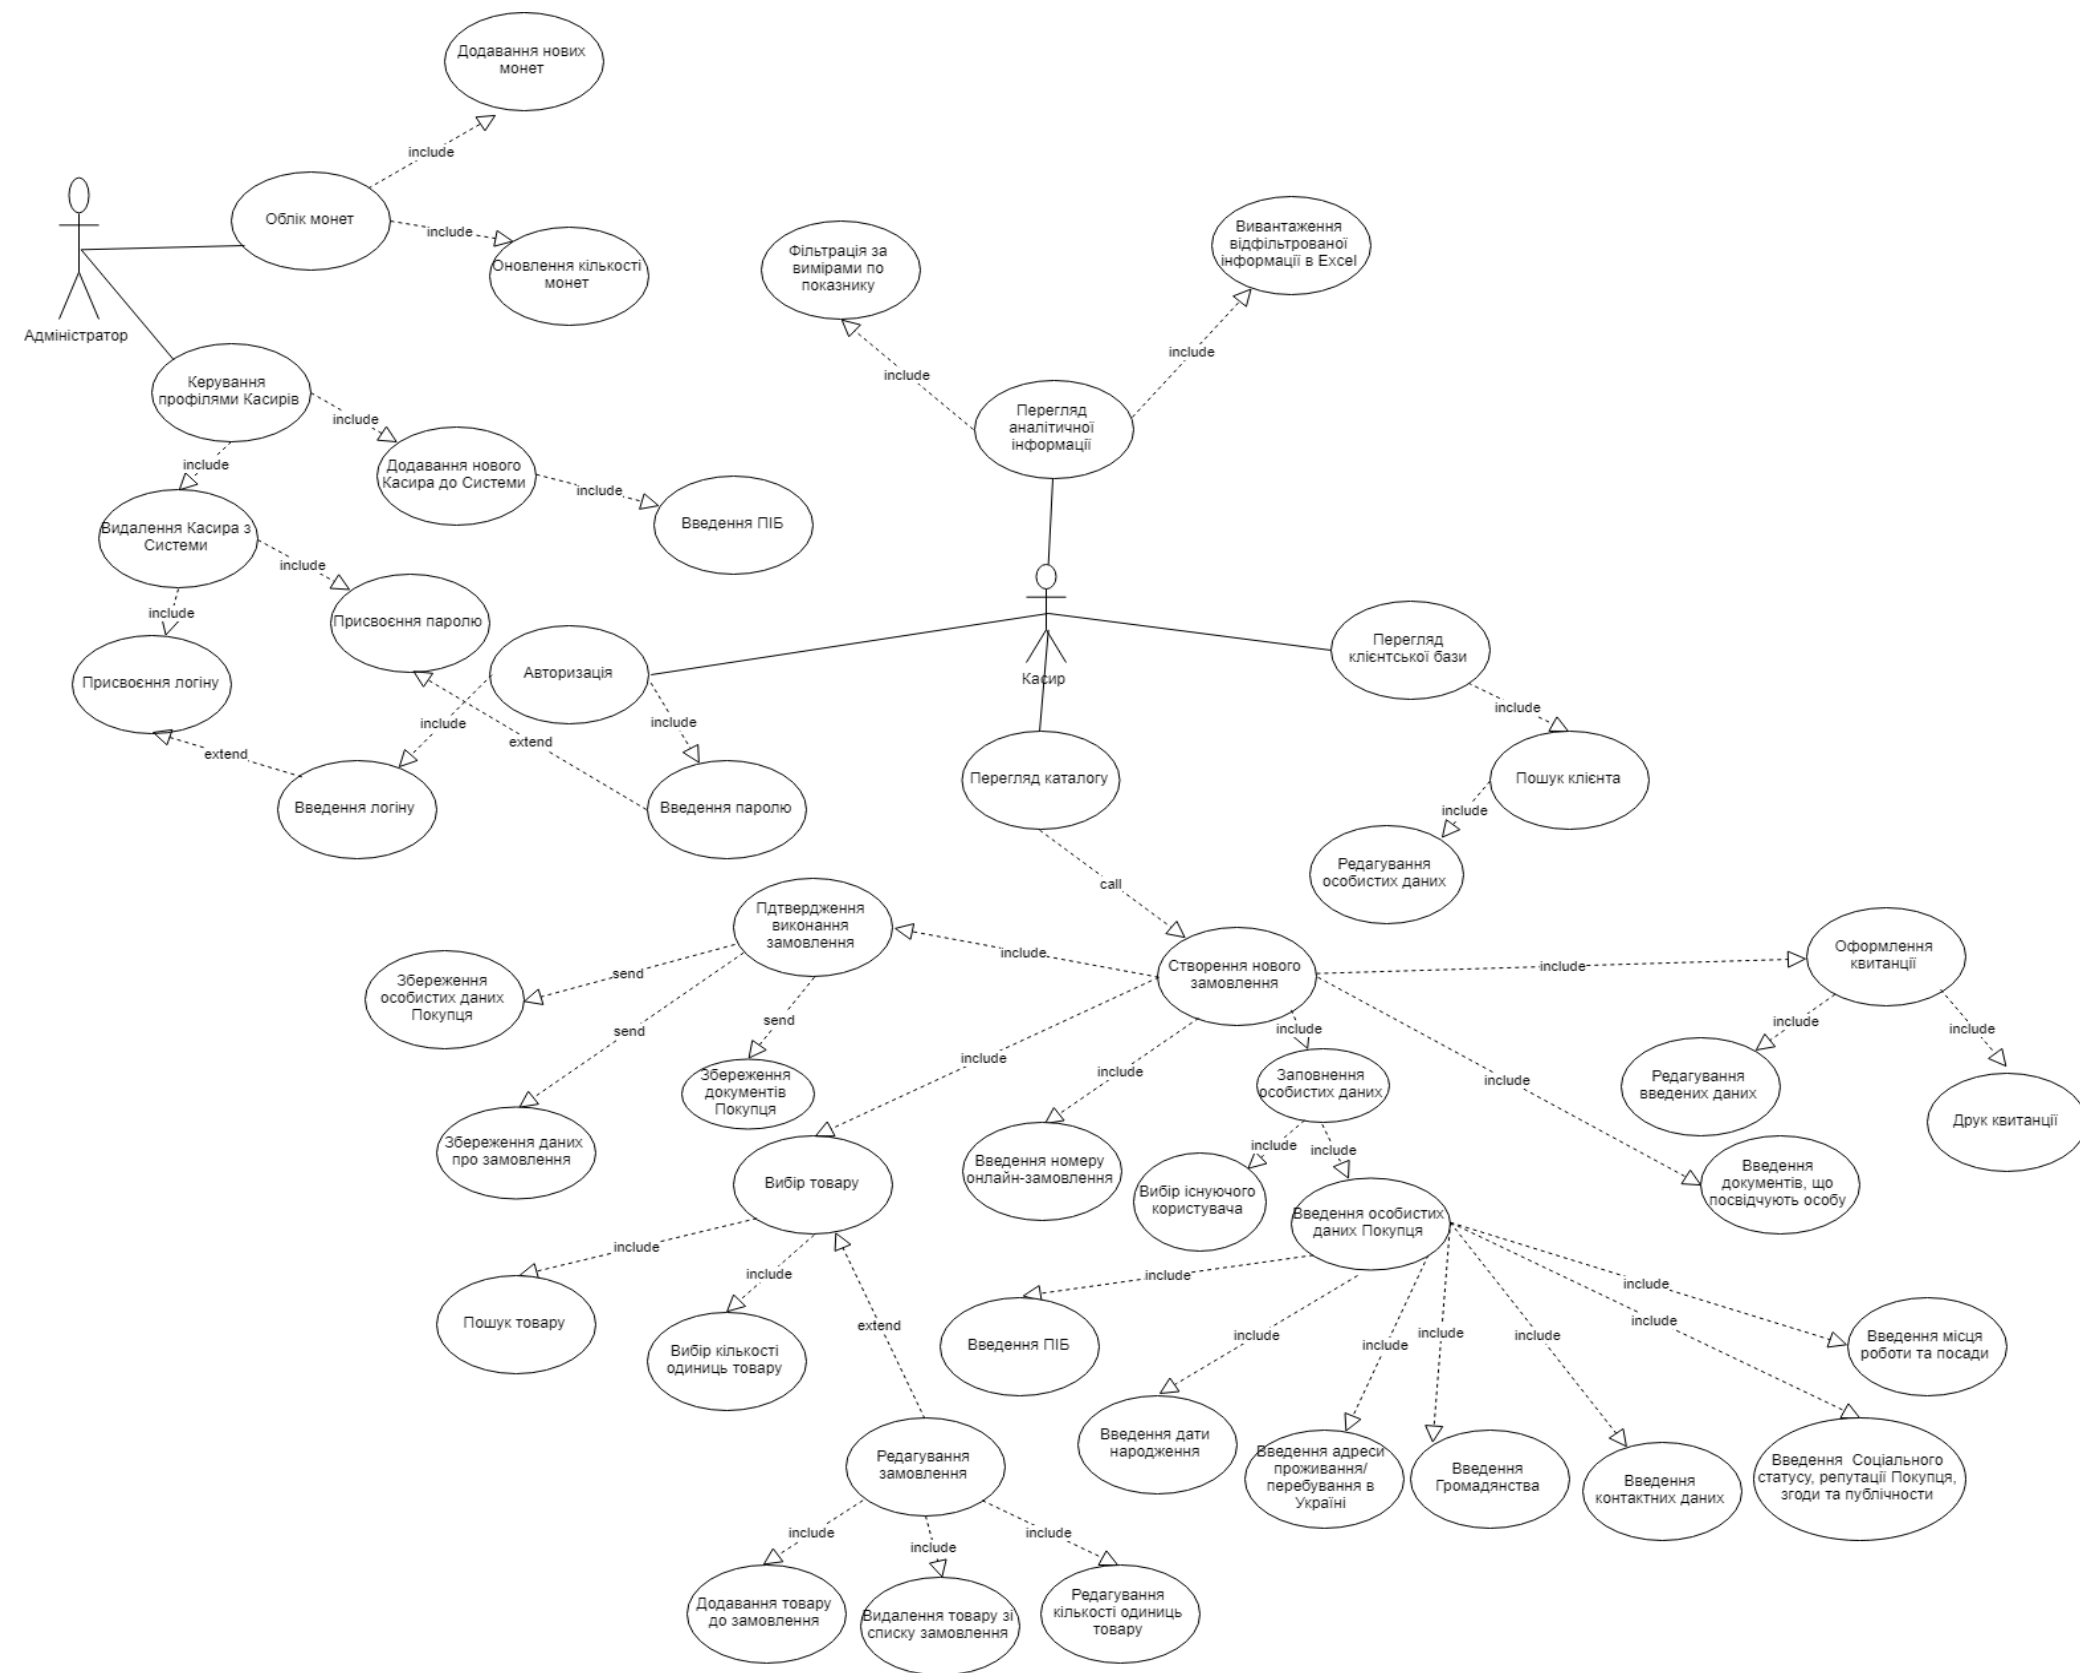 Додавання нових
монет
include
Облік монет
include
Оновлення кількості
монет
Адміністратор
Фільтрація за
вимірами по
показнику
Вивантаження
відфільтрованої
інформації в Excel
include
include
Перегляд
аналітичної
інформації
Керування
профілями Касирів
include
include
Додавання нового
Касира до Системи
include
Введення ПІБ
Видалення Касира з
Системи
include
include
Присвоєння паролю
Присвоєння логіну
Авторизація
Касир
Перегляд
клієнтської бази
include
include
include
extend
extend
Введення логіну
Введення паролю
Перегляд каталогу
Пошук клієнта
include
Редагування
особистих даних
call
Пдтвердження
виконання
замовлення
include
Створення нового
замовлення
include
Оформлення
квитанції
Збереження
особистих даних
Покупця
send
send
send
Збереження
документів
Покупця
Збереження даних
про замовлення
include
include
include
include
include
include
Заповнення
особистих даних
Редагування
введених даних
Друк квитанції
Введення
документів, що
посвідчують особу
Вибір товару
Введення номеру
онлайн-замовлення
include
include
Вибір існуючого
користувача
Введення особистих
даних Покупця
include
include
extend
Пошук товару
Вибір кількості
одиниць товару
include
include
include
include
include
include
include
Введення ПІБ
Введення місця
роботи та посади
Введення дати
народження
Введення адреси
проживання/
перебування в
Україні
Введення
Громадянства
Введення
контактних даних
Введення  Соціального
статусу, репутації Покупця,
згоди та публічности
Редагування
замовлення
include
include
include
Додавання товару
до замовлення
Видалення товару зі
списку замовлення
Редагування
кількості одиниць
товару